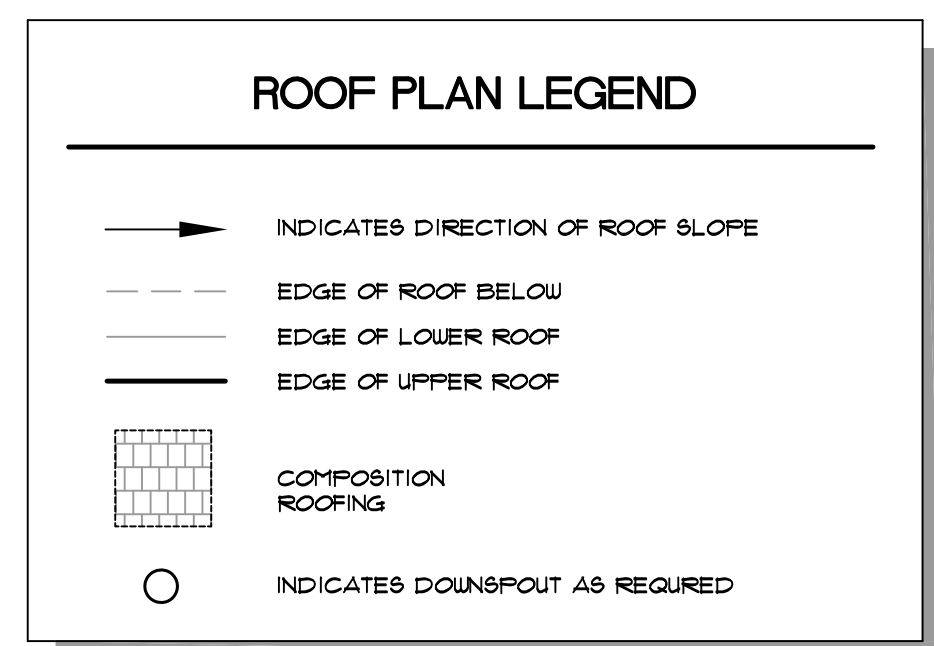 ROOF PLAN LEGEND
INDICATES DIRECTION OF ROOF SLOPE
EDGE OF ROOF BELOW
EDGE OF LOWER ROOF
EDGE OF UPPER ROOF
COMPOSITION
ROOFING
INDICATES DOWNSPOUT AS REQURED